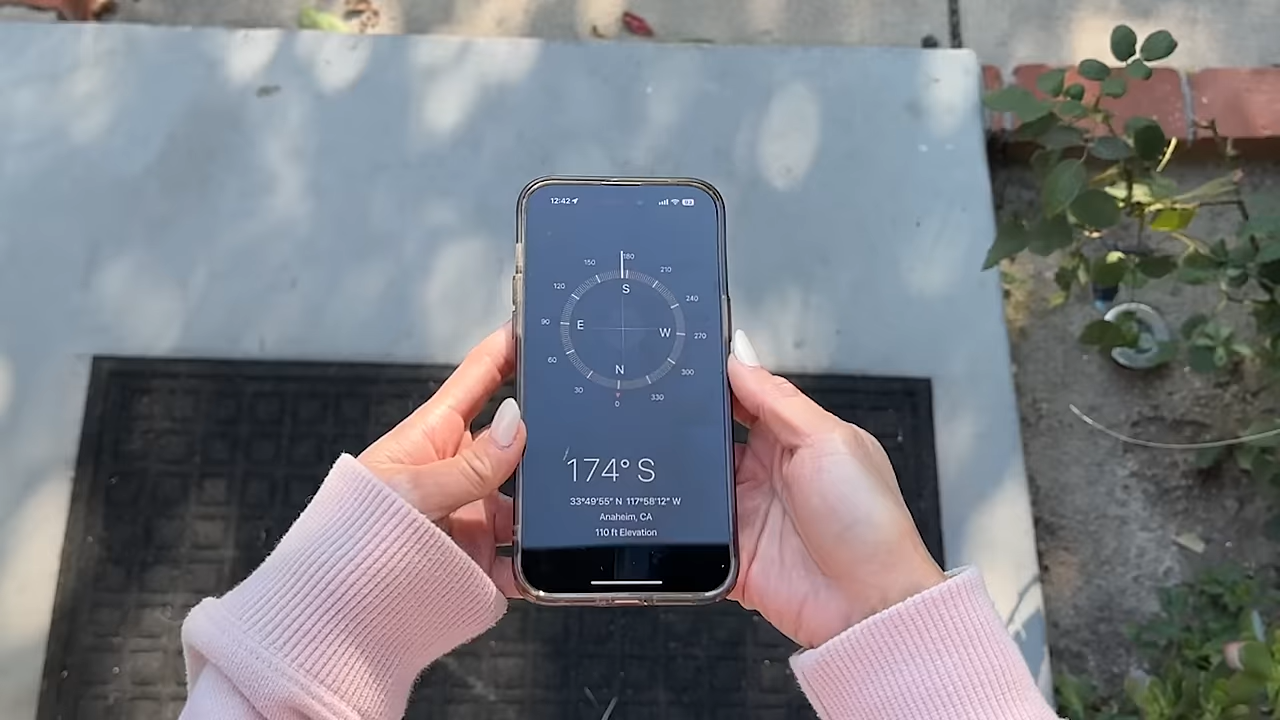 12:42
180
150
210
S
120
240
90
E
W
270
60
300
N
30
330
0
174° S
33°49'55" N 117°58'12" W
Anaheim, CA
110 ft Elevation